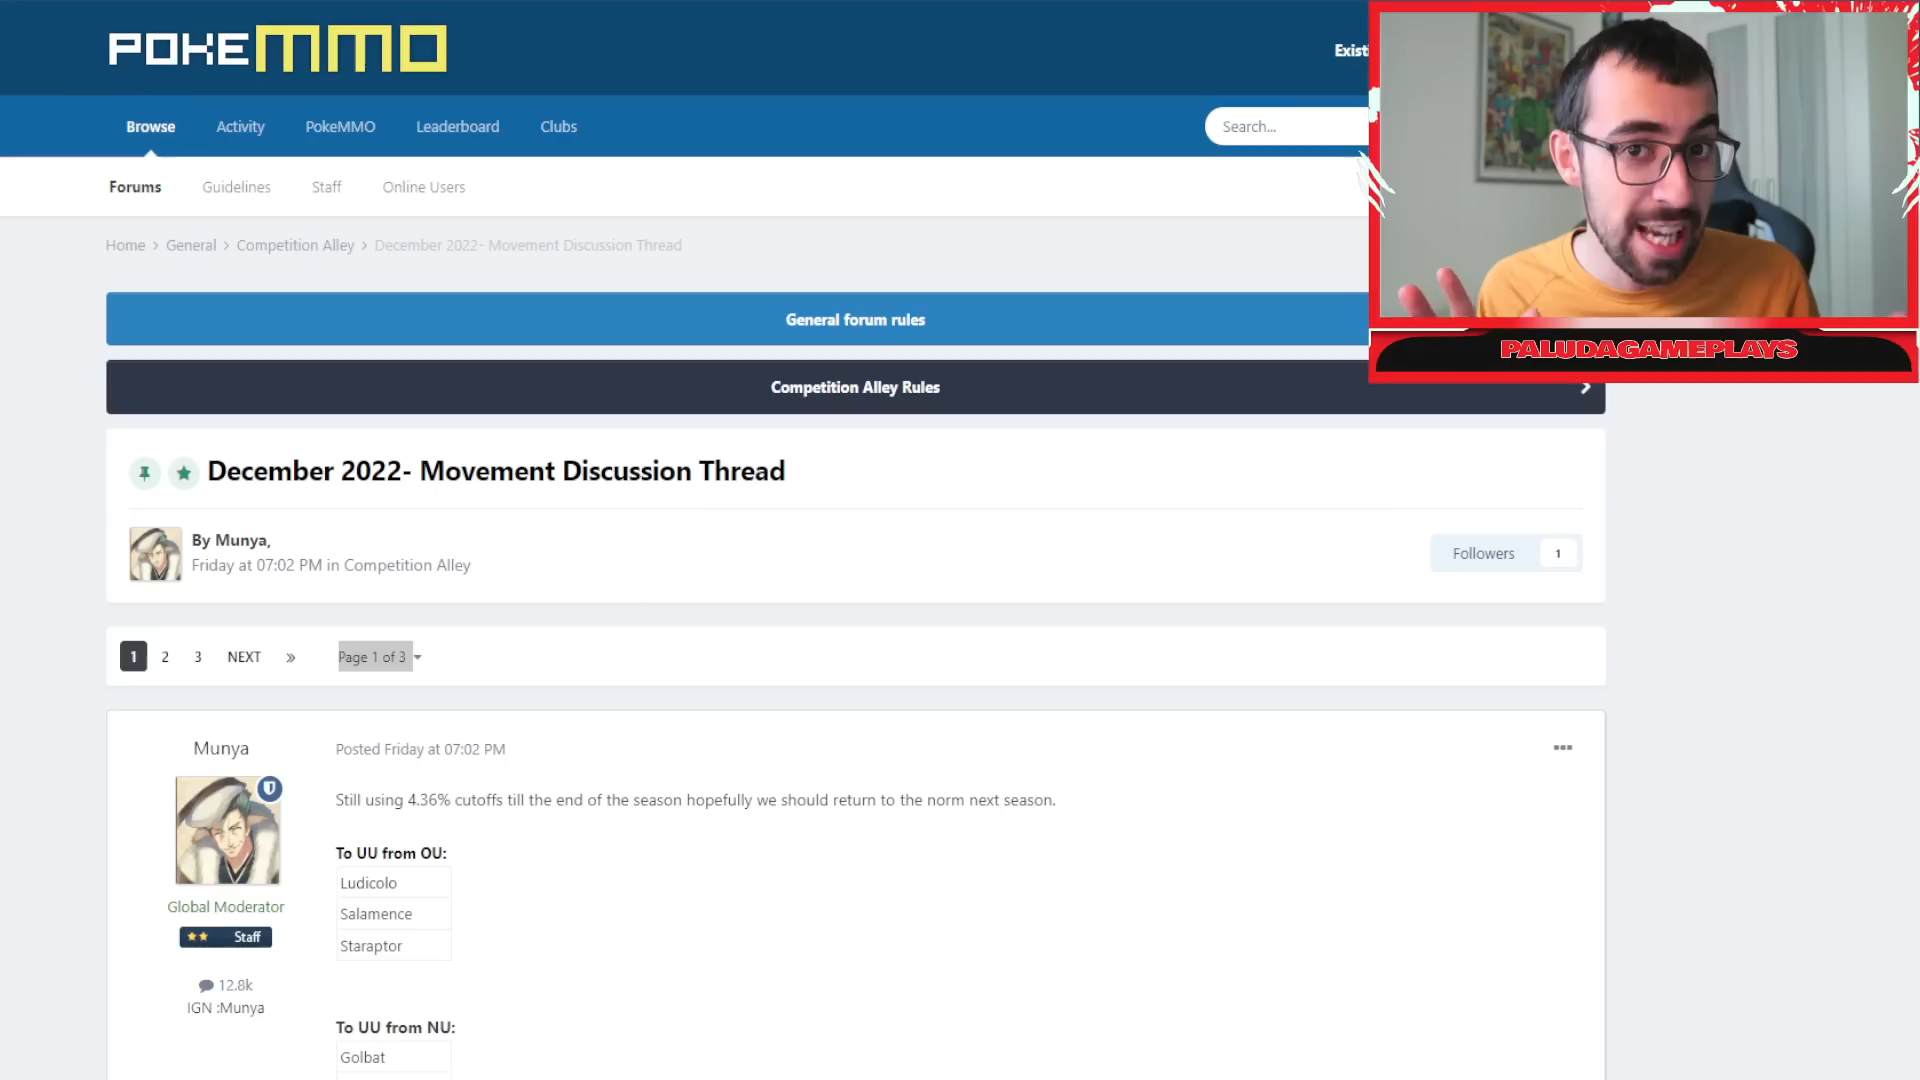 POKEMMO
Existi
Browse Activity PokeMMO Leaderboard Clubs
Search...
Forums Guidelines Staff Online Users
Home > General > Competition Alley > December 2022- Movement Discussion Thread
PALUDAGAMEPLAYS
General forum rules
Competition Alley Rules
December 2022- Movement Discussion Thread
By Munya,
Friday at 07:02 PM in Competition Alley
Followers 1
1 2 3 NEXT » Page 1 of 3
Munya
Posted Friday at 07:02 PM
Still using 4.36% cutoffs till the end of the season hopefully we should return to the norm next season.
To UU from OU:
Ludicolo
Salamence
Staraptor
Global Moderator
Staff
12.8k
IGN :Munya
To UU from NU:
Golbat